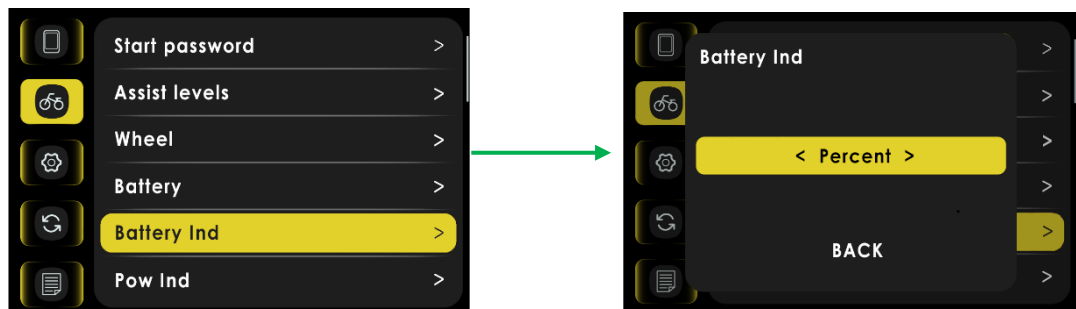 Start password >
Assist levels >
Wheel >
Battery >
Battery Ind >
Pow Ind >
Battery Ind
< Percent >
BACK
>
>
>
>
>
>